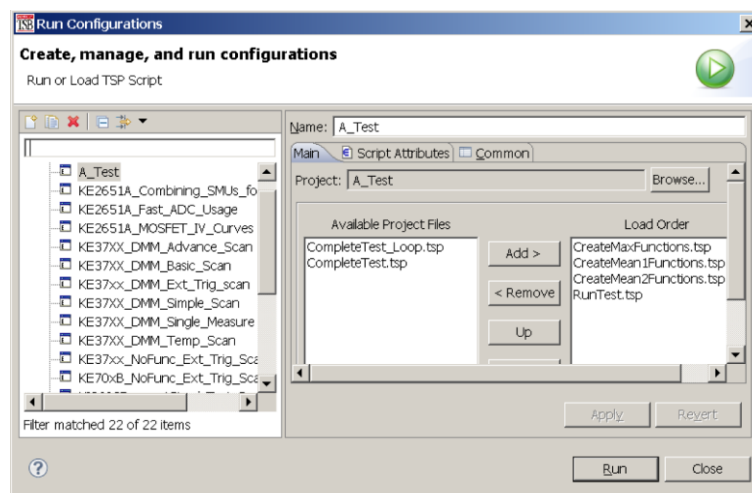 TSB Run Configurations
Create, manage, and run configurations
Run or Load TSP Script
Name: A_Test
Main Script Attributes Common
Project: A_Test Browse...
A_Test
KE2651A_Combining_SMUs_fo
KE2651A_Fast_ADC_Usage
KE2651A_MOSFET_IV_Curves
KE37XX_DMM_Advance_Scan
KE37XX_DMM_Basic_Scan
KE37XX_DMM_Ext_Trig_scan
KE37XX_DMM_Simple_Scan
KE37XX_DMM_Single_Measure
KE37XX_DMM_Temp_Scan
KE37xx_NoFunc_Ext_Trig_Sca
KE70xB_NoFunc_Ext_Trig_Sca
Filter matched 22 of 22 items
Available Project Files
CompleteTest_Loop.tsp
CompleteTest.tsp
Add >
< Remove
Up
Load Order
CreateMaxFunctions.tsp
CreateMean1Functions.tsp
CreateMean2Functions.tsp
RunTest.tsp
Apply Revert
? Run Close